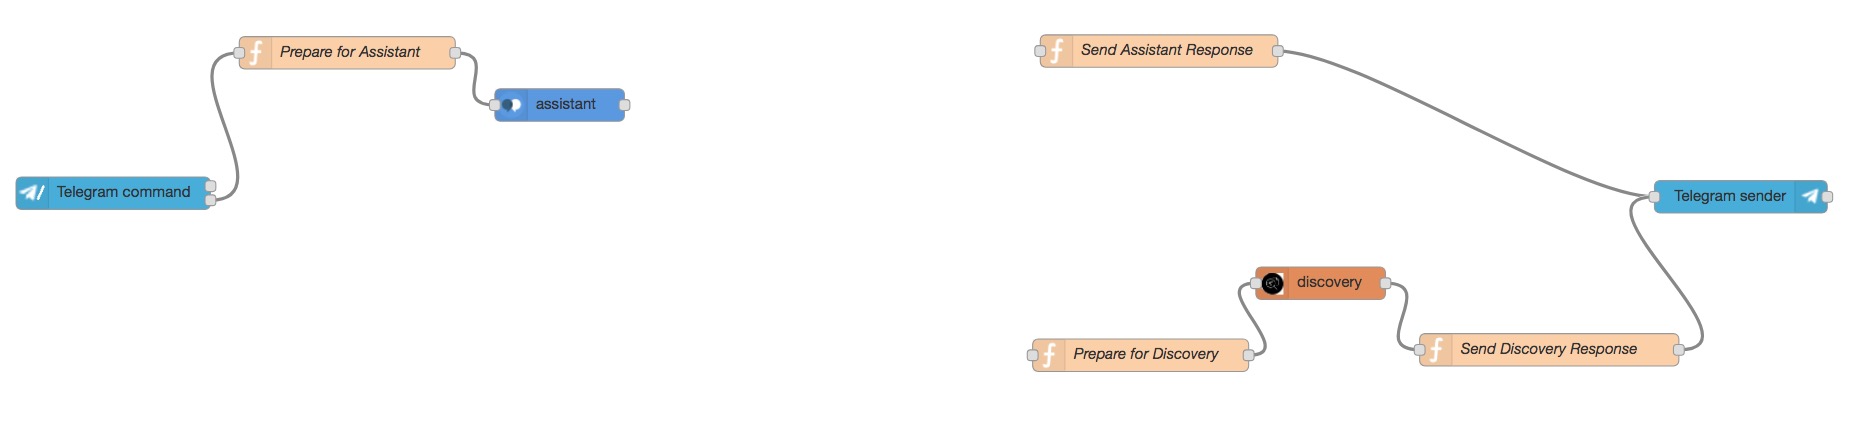 Prepare for Assistant
assistant
Telegram command
Send Assistant Response
Telegram sender
discovery
Prepare for Discovery
Send Discovery Response